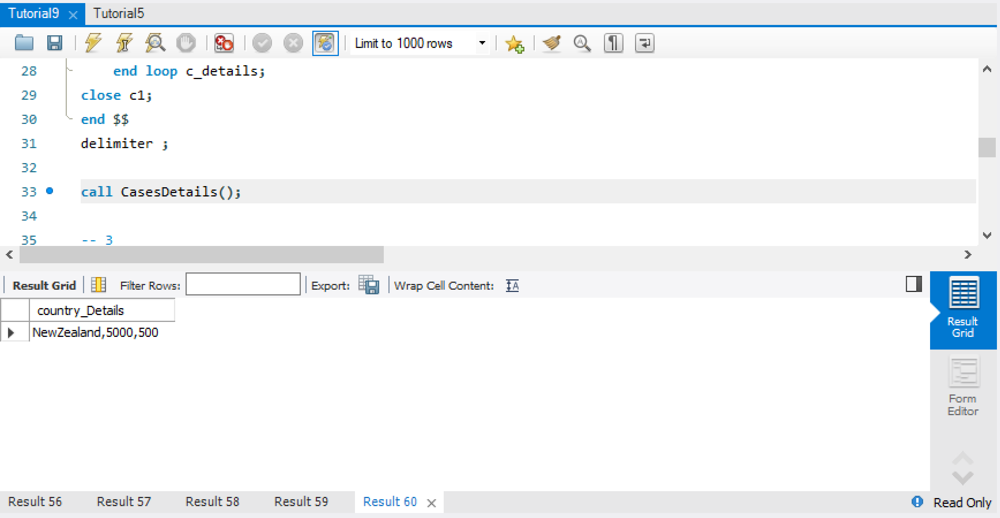 Tutorial9 Tutorial5
Limit to 1000 rows
28 end loop c_details;
29 close c1;
30 end $$
31 delimiter ;
32
33 call CasesDetails();
34
35 -- 3
Result Grid Filter Rows: Export: Wrap Cell Content:
country_Details
NewZealand,5000,500
Result
Grid
Form
Editor
Result 56 Result 57 Result 58 Result 59 Result 60 Read Only